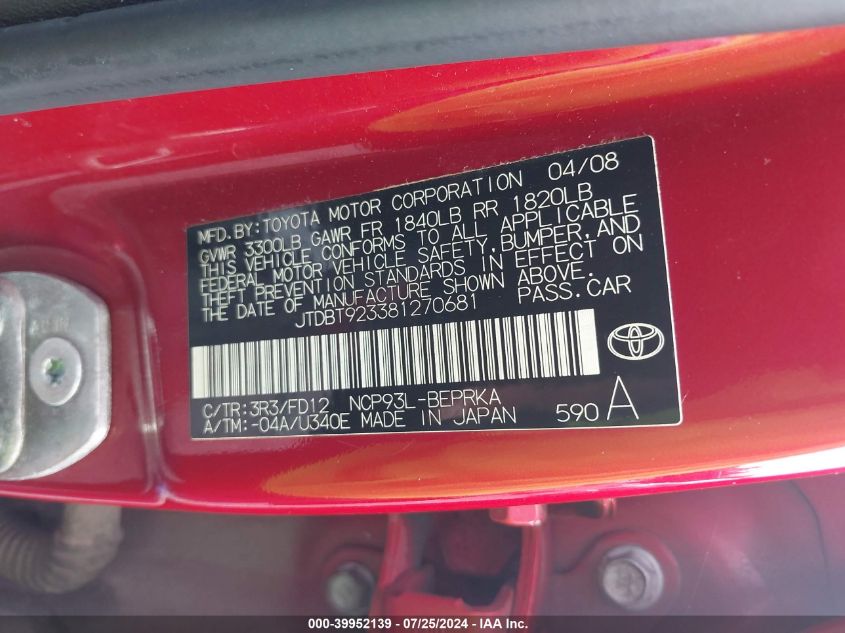 MFD.BY:TOYOTA MOTOR CORPORATION 04/08
GVWR 3300LB GAWR FR 1840LB RR 1820LB
THIS VEHICLE CONFORMS TO ALL APPLICABLE
FEDERAL MOTOR VEHICLE SAFETY,BUMPER,AND
THEFT PREVENTION STANDARDS IN EFFECT ON
THE DATE OF MANUFACTURE SHOWN ABOVE.
JTDBT923381270681 PASS.CAR
C/TR:3R3/FD12 NCP93L-BEPRKA
A/TM:-04A/U340E MADE IN JAPAN 590 A
000-39952139 - 07/25/2024 - IAA Inc.